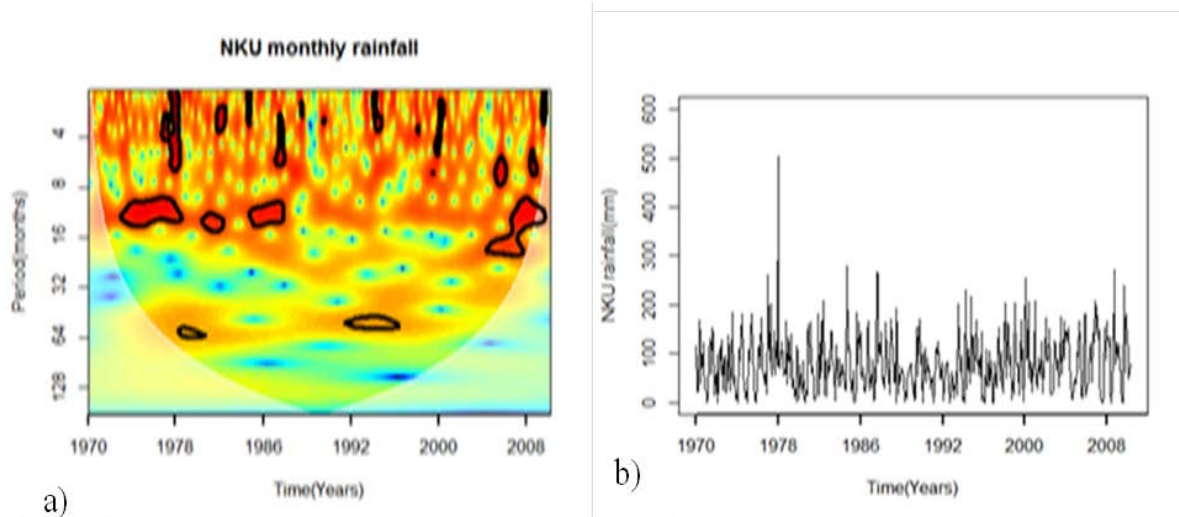 NKU monthly rainfall
Period(months)
4
8
16
32
64
128
1970 1978 1986 1992 2000 2008
Time(Years)
a)
NKU rainfall(mm)
600
500
400
300
200
100
0
1970 1978 1986 1992 2000 2008
Time(Years)
b)